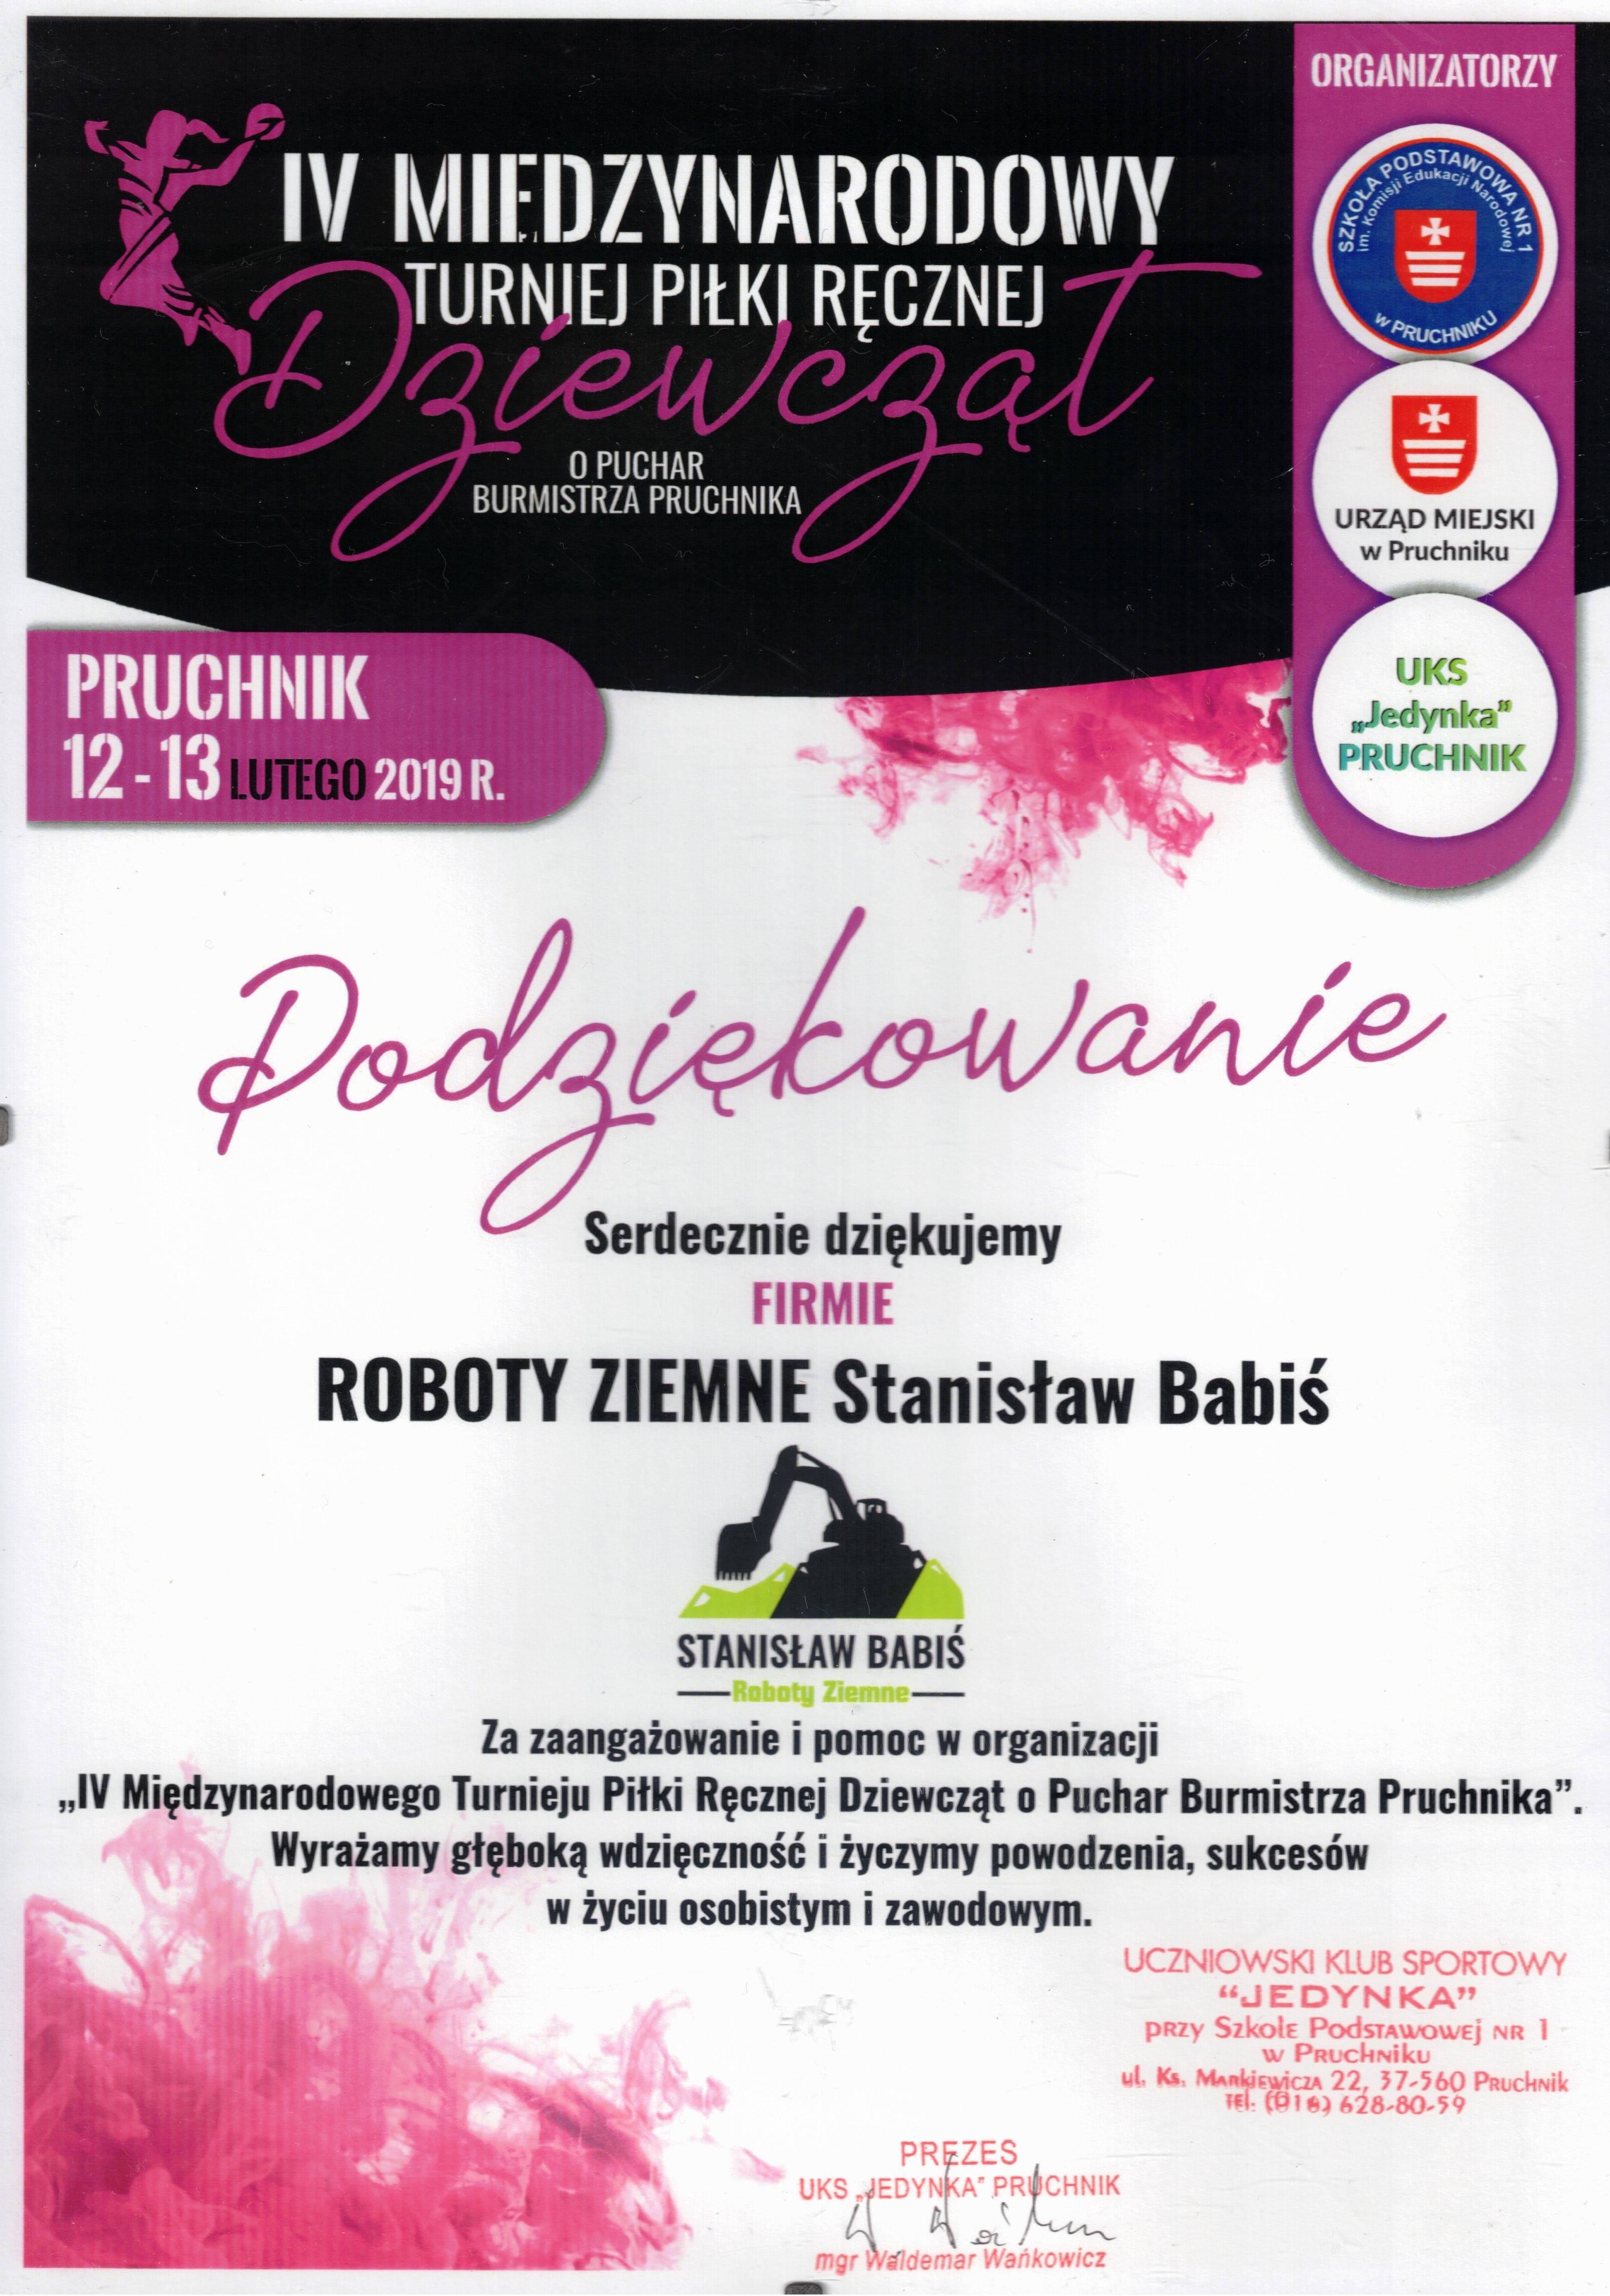 ORGANIZATORZY
SZKOŁA PODSTAWOWA NR 1
im. Komisji Edukacji Narodowej
w PRUCHNIKU
URZĄD MIEJSKI
w Pruchniku
UKS
„Jedynka”
PRUCHNIK
IV MIĘDZYNARODOWY
TURNIEJ PIŁKI RĘCZNEJ
Dziewcząt
O PUCHAR
BURMISTRZA PRUCHNIKA
PRUCHNIK
12 - 13 LUTEGO 2019 R.
Podziękowanie
Serdecznie dziękujemy
FIRMIE
ROBOTY ZIEMNE Stanisław Babiś
STANISŁAW BABIŚ
Roboty Ziemne
Za zaangażowanie i pomoc w organizacji
„IV Międzynarodowego Turnieju Piłki Ręcznej Dziewcząt o Puchar Burmistrza Pruchnika”.
Wyrażamy głęboką wdzięczność i życzymy powodzenia, sukcesów
w życiu osobistym i zawodowym.
UCZNIOWSKI KLUB SPORTOWY
“JEDYNKA”
przy Szkole Podstawowej nr 1
w Pruchniku
ul. Ks. Mankiewicza 22, 37-560 Pruchnik
Tel. (016) 628-80-59
PREZES
UKS „JEDYNKA” PRUCHNIK
mgr Waldemar Wańkowicz